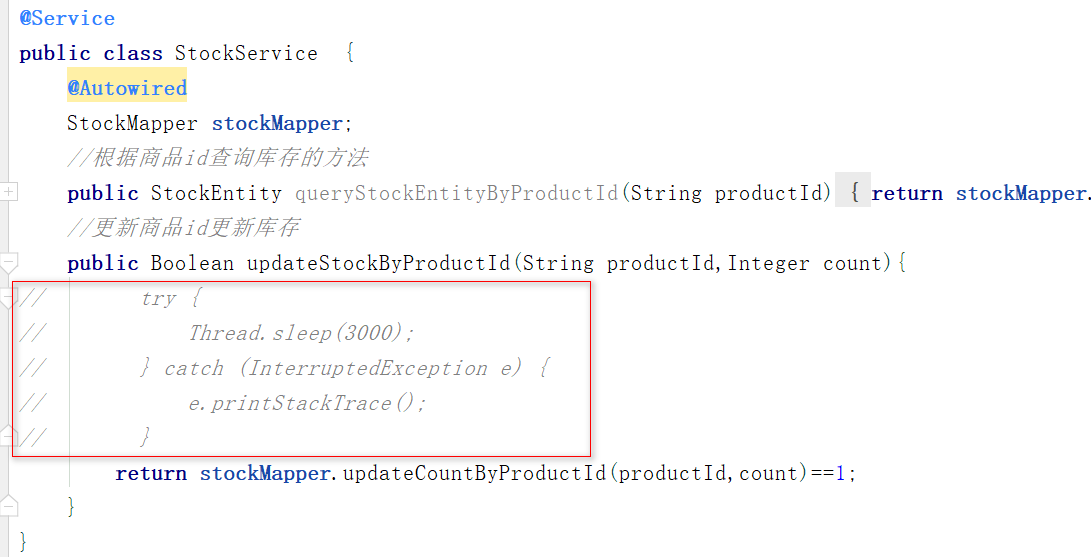 @Service
public class StockService  {
    @Autowired
    StockMapper stockMapper;
    //根据商品id查询库存的方法
    public StockEntity queryStockEntityByProductId(String productId) { return stockMapper.
    //更新商品id更新库存
    public Boolean updateStockByProductId(String productId,Integer count){
//        try {
//            Thread.sleep(3000);
//        } catch (InterruptedException e) {
//            e.printStackTrace();
//        }
        return stockMapper.updateCountByProductId(productId,count)==1;
    }
}